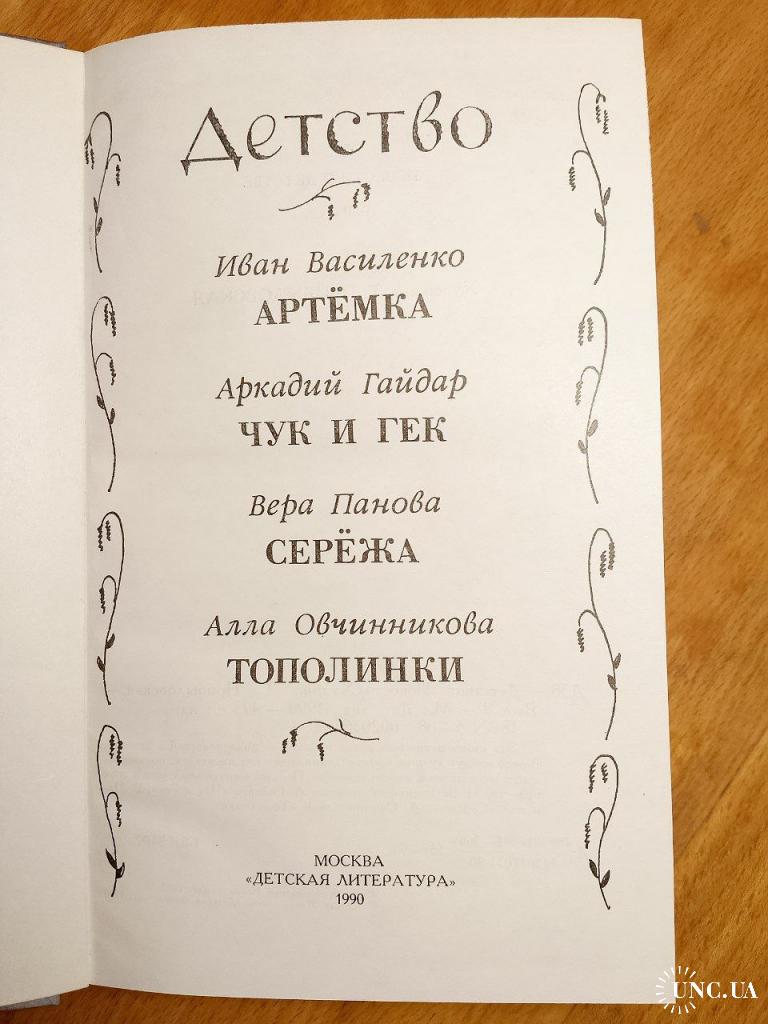 Детство
Иван Василенко
АРТЁМКА
Аркадий Гайдар
ЧУК И ГЕК
Вера Панова
СЕРЁЖА
Алла Овчинникова
ТОПОЛИНКИ
МОСКВА
«ДЕТСКАЯ ЛИТЕРАТУРА»
1990
UNC.UA